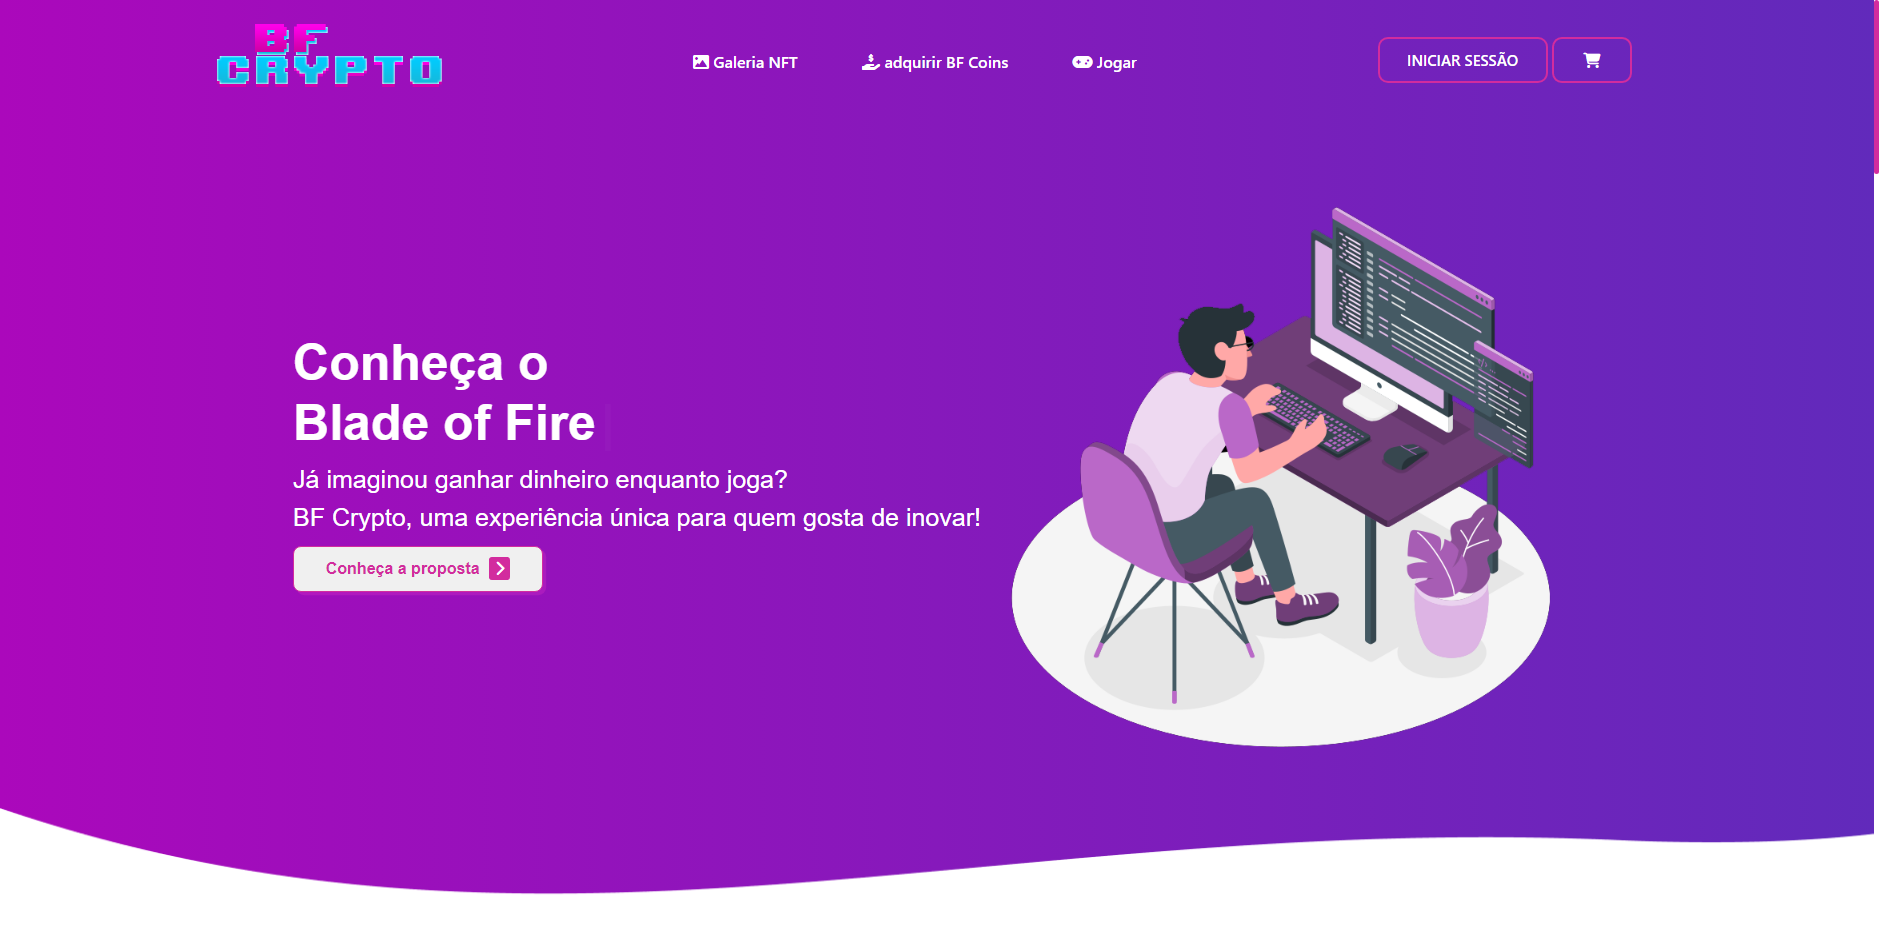 BF
CRYPTO
Galeria NFT
adquirir BF Coins
Jogar
INICIAR SESSÃO
Conheça o
Blade of Fire
Já imaginou ganhar dinheiro enquanto joga?
BF Crypto, uma experiência única para quem gosta de inovar!
Conheça a proposta